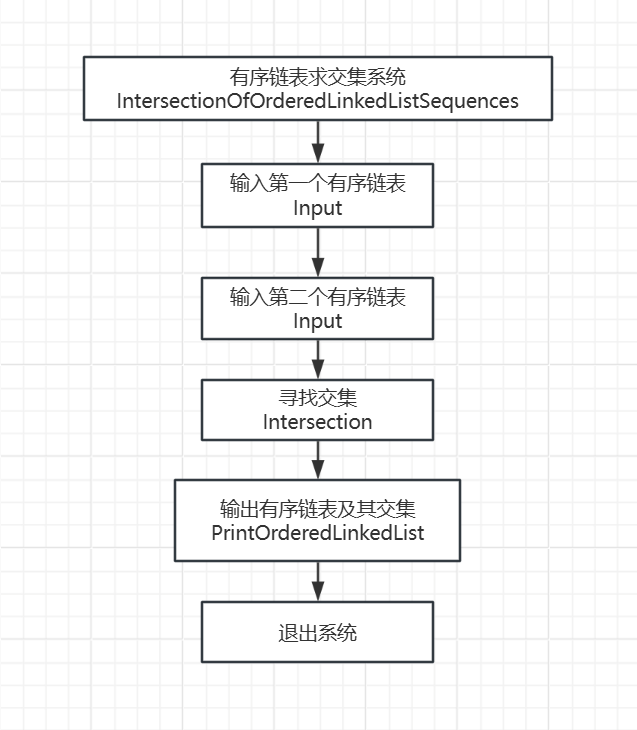 有序链表求交集系统
IntersectionOfOrderedLinkedListSequences
输入第一个有序链表
Input
输入第二个有序链表
Input
寻找交集
Intersection
输出有序链表及其交集
PrintOrderedLinkedList
退出系统